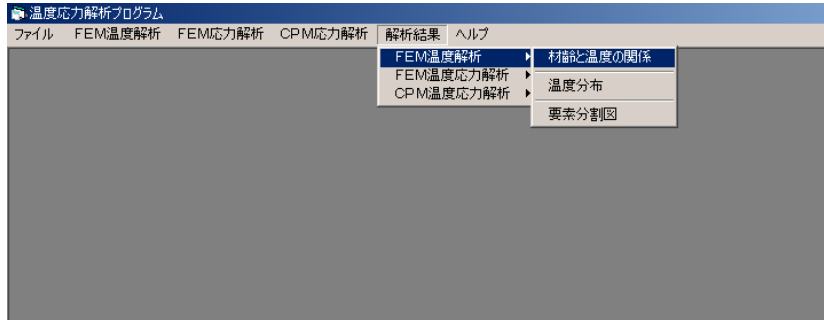 温度応力解析プログラム
ファイル FEM温度解析 FEM応力解析 CPM応力解析 解析結果 ヘルプ
FEM温度解析
FEM温度応力解析
CPM温度応力解析
材齢と温度の関係
温度分布
要素分割図